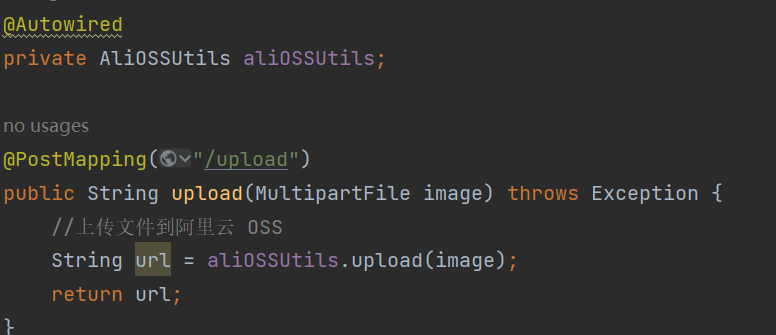 @Autowired
private AliOSSUtils aliOSSUtils;
no usages
@PostMapping("/upload")
public String upload(MultipartFile image) throws Exception {
//上传文件到阿里云 OSS
String url = aliOSSUtils.upload(image);
return url;
}